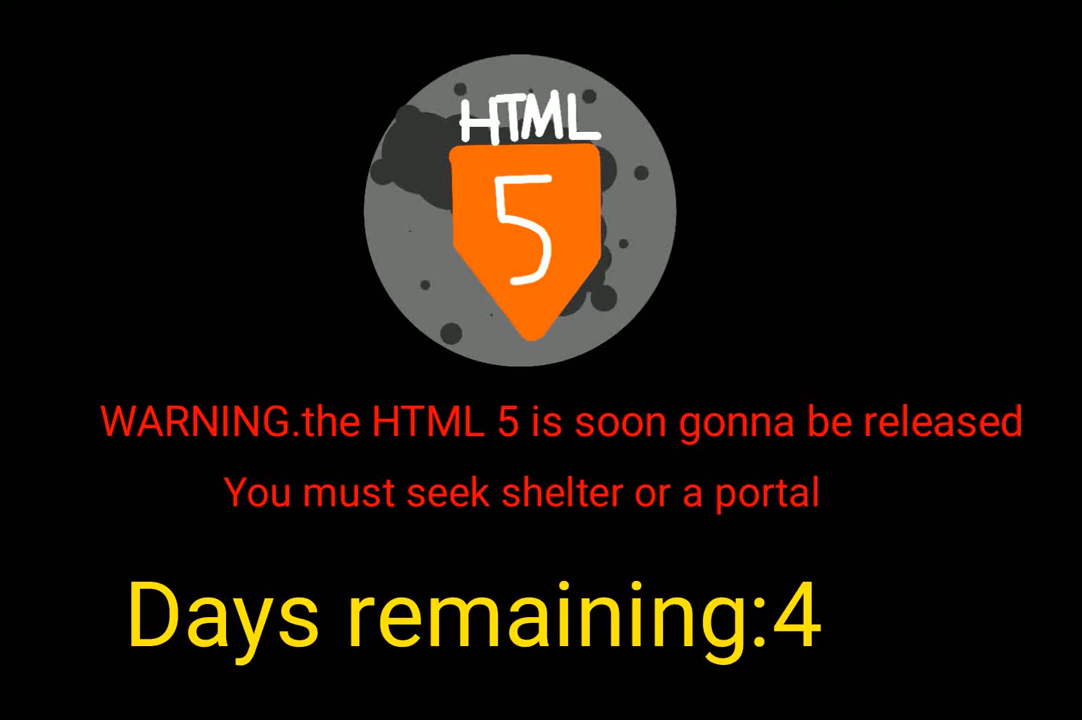 HTML
5
WARNING.the HTML 5 is soon gonna be released
You must seek shelter or a portal
Days remaining:4